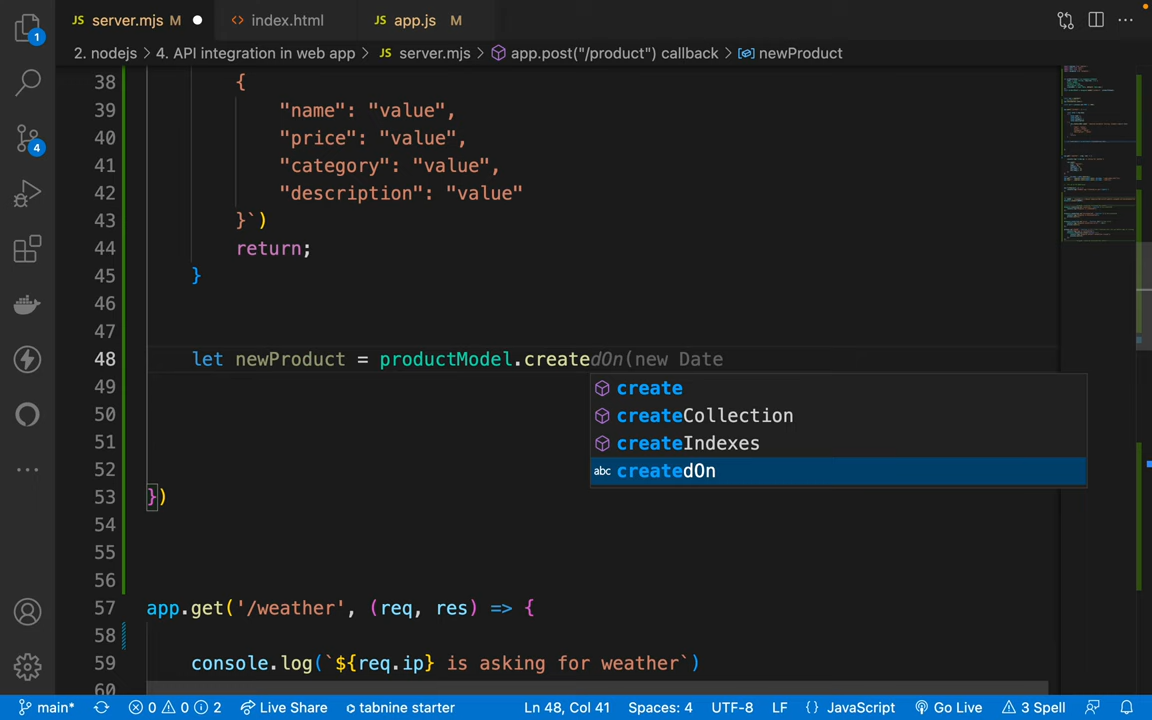 server.mjs M
index.html
app.js M
2. nodejs > 4. API integration in web app > server.mjs > app.post("/product") callback > newProduct
38 {
39 "name": "value",
40 "price": "value",
41 "category": "value",
42 "description": "value"
43 }`)
44 return;
45 }
46
47
48 let newProduct = productModel.createdOn(new Date
49
create
50
createCollection
51
createIndexes
52
createdOn
53 })
54
55
56
57 app.get('/weather', (req, res) => {
58
59 console.log(`${req.ip} is asking for weather`)
60
1
4
main* 0 0 2 Live Share tabnine starter Ln 48, Col 41 Spaces: 4 UTF-8 LF {} JavaScript Go Live 3 Spell